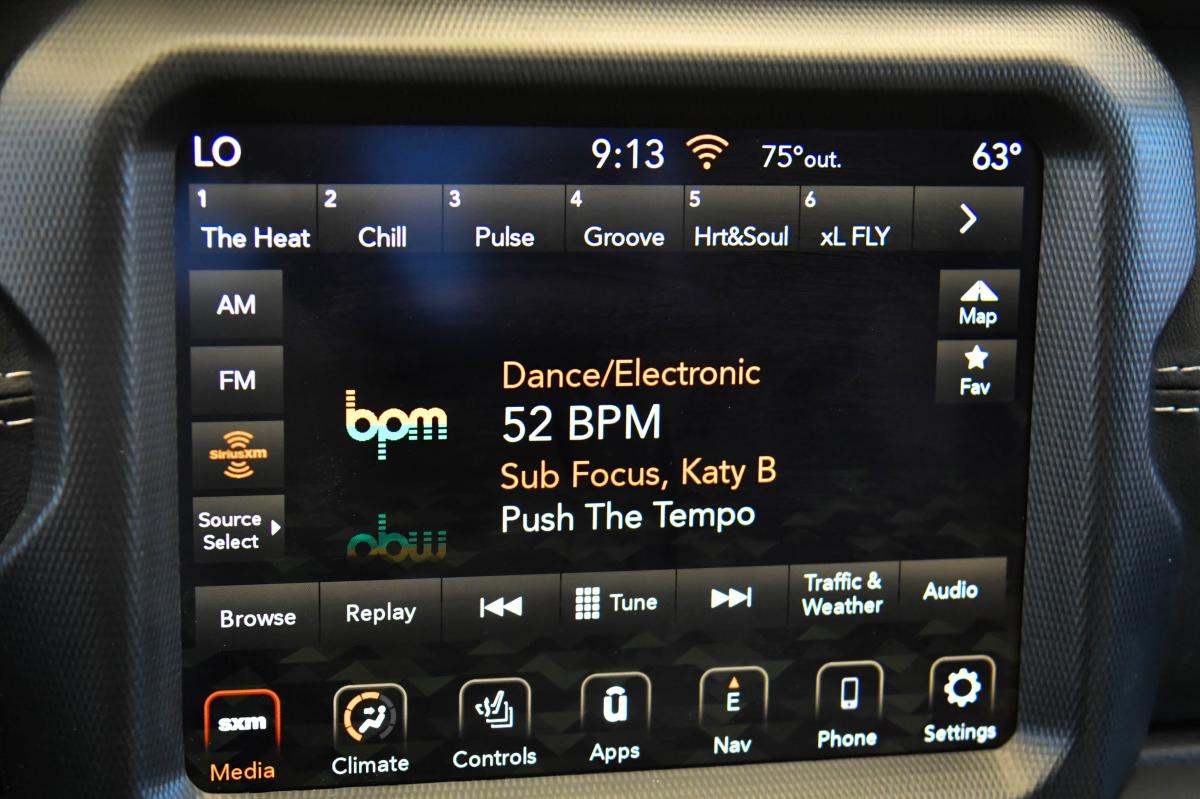 LO 9:13 75°out. 63°
1 2 3 4 5 6
The Heat Chill Pulse Groove Hrt&Soul xL FLY
AM
FM
SiriusXM
Source
Select
Map
Fav
bpm
Dance/Electronic
52 BPM
Sub Focus, Katy B
Push The Tempo
Browse Replay Tune Traffic & Audio
Weather
sxm E
Media Climate Controls Apps Nav Phone Settings